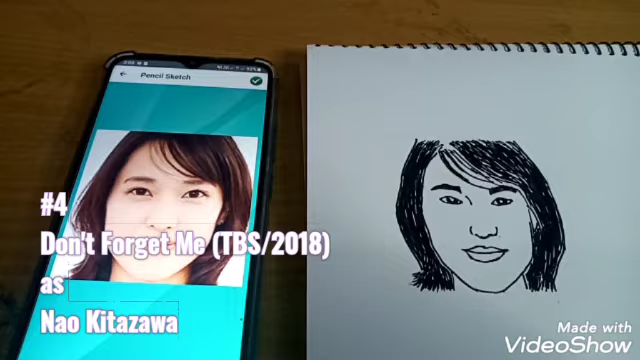 Pencil Sketch
#4
Don't Forget Me (TBS/2018)
as
Nao Kitazawa
Made with
VideoShow